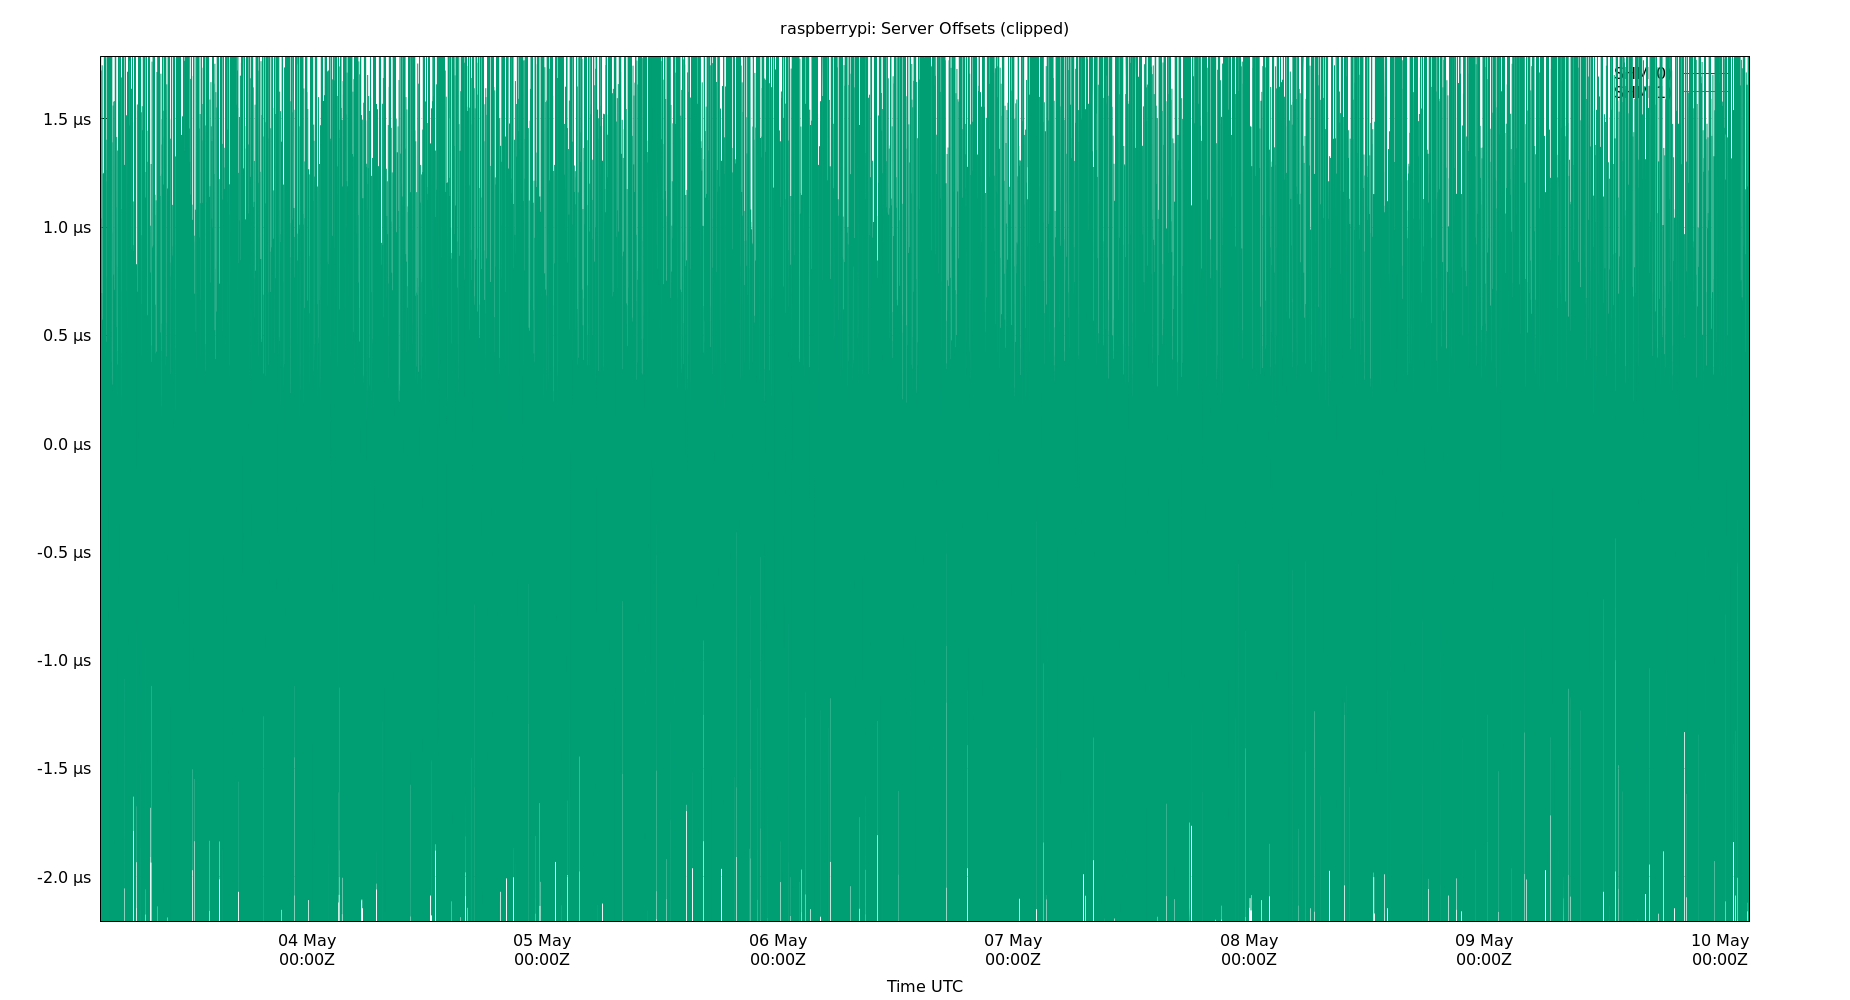 raspberrypi: Server Offsets (clipped)
1.5 µs
1.0 µs
0.5 µs
0.0 µs
-0.5 µs
-1.0 µs
-1.5 µs
-2.0 µs
04 May
00:00Z
05 May
00:00Z
06 May
00:00Z
07 May
00:00Z
08 May
00:00Z
09 May
00:00Z
10 May
00:00Z
Time UTC